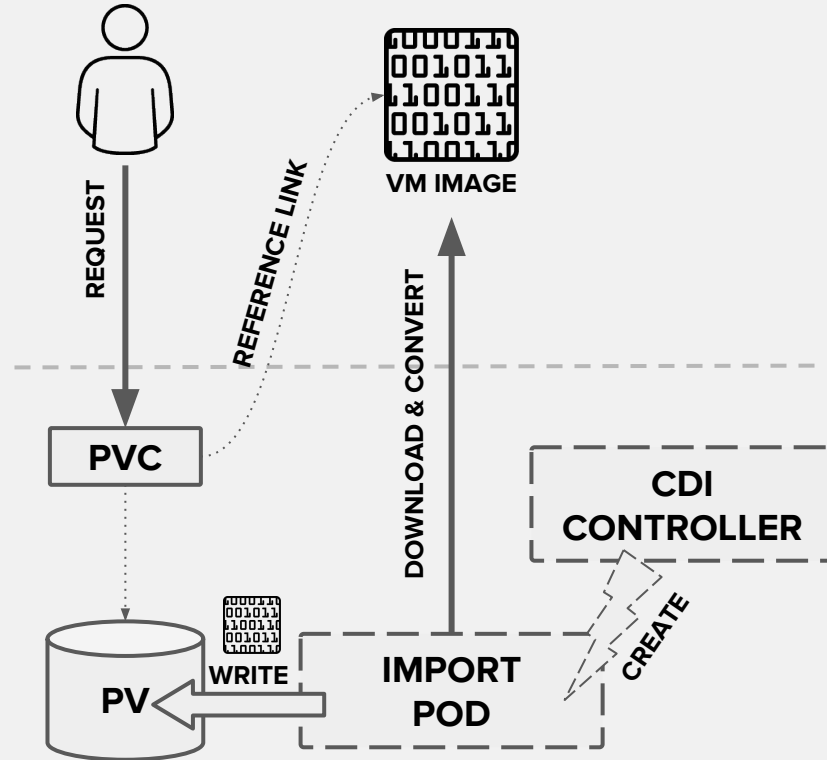 VM IMAGE
REQUEST
REFERENCE LINK
DOWNLOAD & CONVERT
PVC
CDI
CONTROLLER
CREATE
WRITE
IMPORT
POD
PV